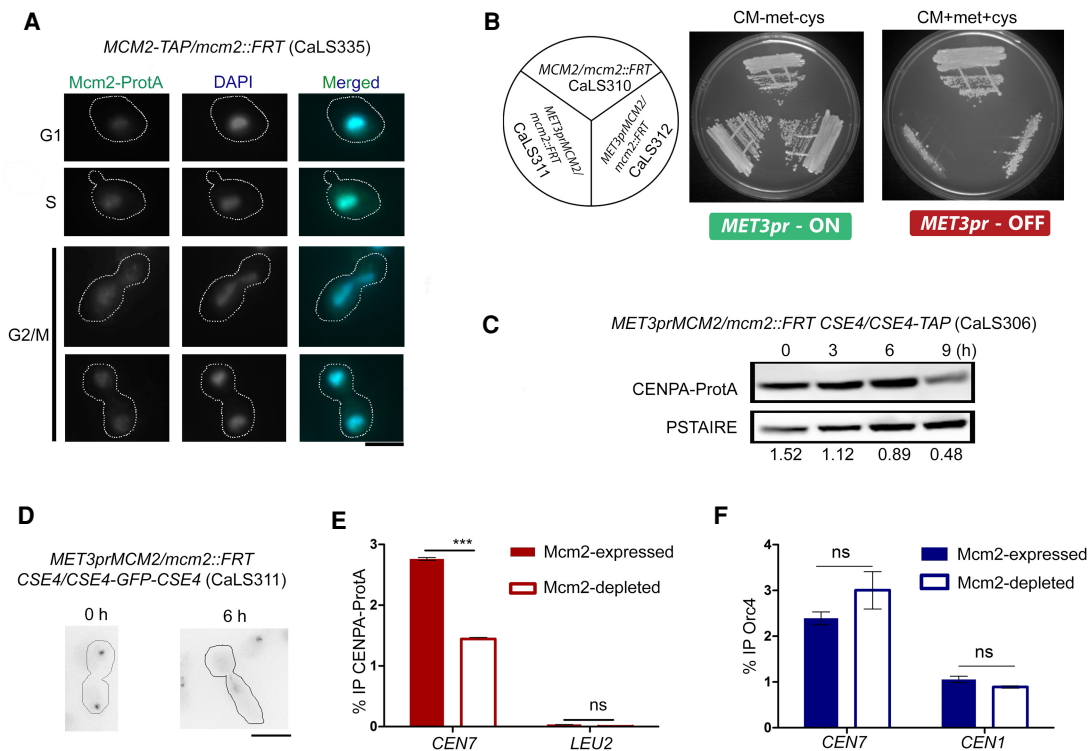 A
MCM2-TAP/mcm2::FRT (CaLS335)
Mcm2-ProtA
DAPI
Merged
G1
S
G2/M
B
MCM2/mcm2::FRT
CaLS310
MET3prMCM2/
mcm2::FRT
CaLS311
MET3prMCM2/
mcm2::FRT
CaLS312
CM-met-cys
CM+met+cys
MET3pr - ON
MET3pr - OFF
C
MET3prMCM2/mcm2::FRT CSE4/CSE4-TAP (CaLS306)
0 3 6 9 (h)
CENPA-ProtA
PSTAIRE
1.52 1.12 0.89 0.48
D
MET3prMCM2/mcm2::FRT
CSE4/CSE4-GFP-CSE4 (CaLS311)
0 h
6 h
E
% IP CENPA-ProtA
3
2
1
0
***
ns
Mcm2-expressed
Mcm2-depleted
CEN7
LEU2
F
% IP Orc4
4
3
2
1
0
ns
ns
Mcm2-expressed
Mcm2-depleted
CEN7
CEN1